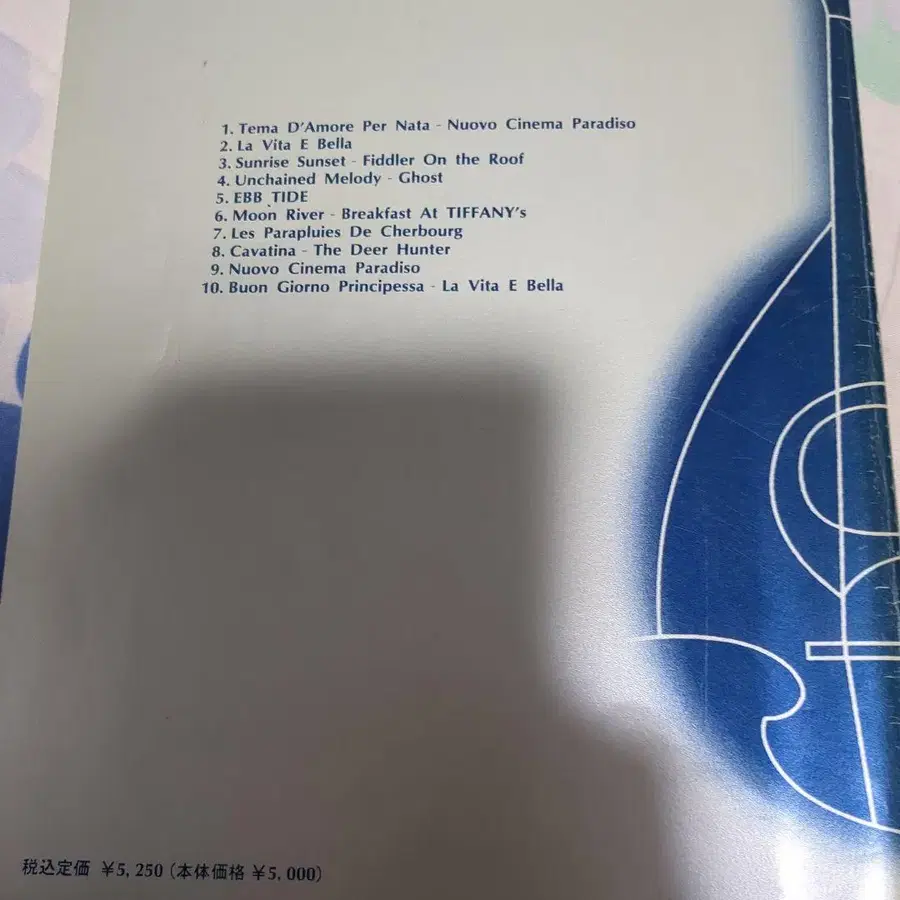 1. Tema D'Amore Per Nata - Nuovo Cinema Paradiso
2. La Vita E Bella
3. Sunrise Sunset - Fiddler On the Roof
4. Unchained Melody - Ghost
5. EBB TIDE
6. Moon River - Breakfast At TIFFANY's
7. Les Parapluies De Cherbourg
8. Cavatina - The Deer Hunter
9. Nuovo Cinema Paradiso
10. Buon Giorno Principessa - La Vita E Bella
税込定価 ¥5,250（本体価格 ¥5,000）